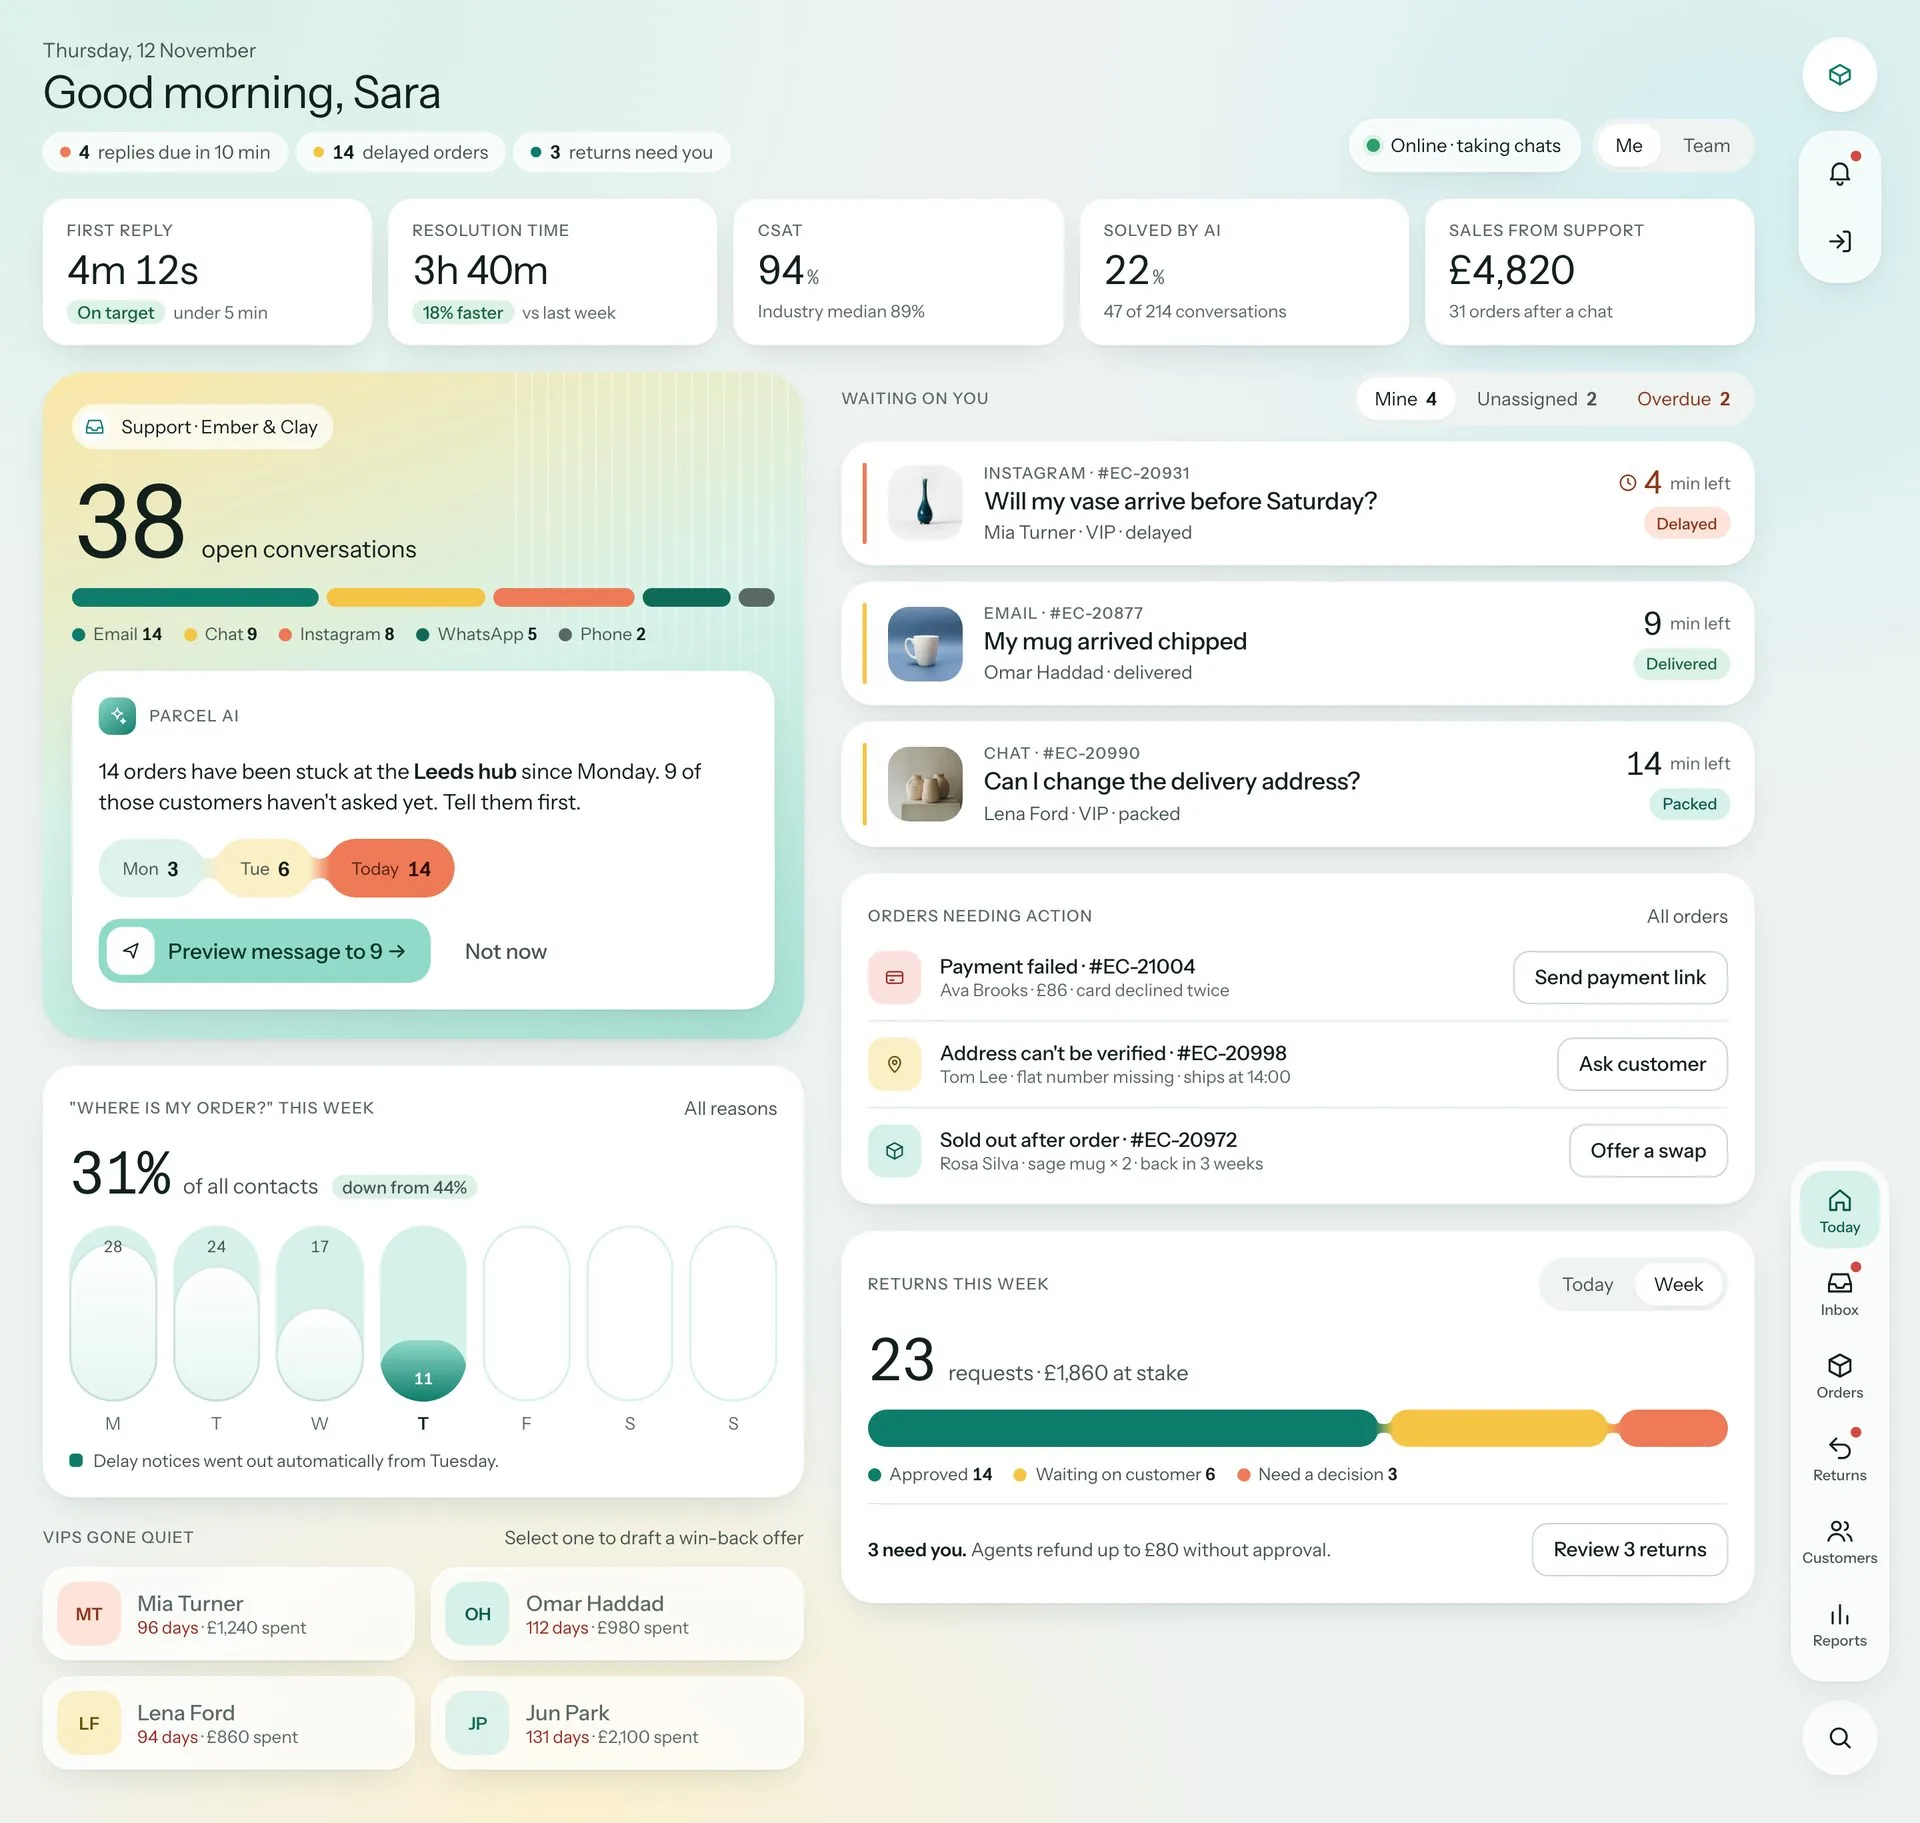 Thursday, 12 November
Good morning, Sara
4 replies due in 10 min
14 delayed orders
3 returns need you
Online · taking chats
Me
Team
FIRST REPLY
4m 12s
On target under 5 min
RESOLUTION TIME
3h 40m
18% faster vs last week
CSAT
94%
Industry median 89%
SOLVED BY AI
22%
47 of 214 conversations
SALES FROM SUPPORT
£4,820
31 orders after a chat
Support · Ember & Clay
38 open conversations
Email 14
Chat 9
Instagram 8
WhatsApp 5
Phone 2
PARCEL AI
14 orders have been stuck at the Leeds hub since Monday. 9 of
those customers haven't asked yet. Tell them first.
Mon 3
Tue 6
Today 14
Preview message to 9 →
Not now
"WHERE IS MY ORDER?" THIS WEEK
All reasons
31% of all contacts
down from 44%
28
24
17
11
M
T
W
T
F
S
S
Delay notices went out automatically from Tuesday.
VIPS GONE QUIET
Select one to draft a win-back offer
MT
Mia Turner
96 days · £1,240 spent
OH
Omar Haddad
112 days · £980 spent
LF
Lena Ford
94 days · £860 spent
JP
Jun Park
131 days · £2,100 spent
WAITING ON YOU
Mine 4
Unassigned 2
Overdue 2
INSTAGRAM · #EC-20931
Will my vase arrive before Saturday?
Mia Turner · VIP · delayed
4 min left
Delayed
EMAIL · #EC-20877
My mug arrived chipped
Omar Haddad · delivered
9 min left
Delivered
CHAT · #EC-20990
Can I change the delivery address?
Lena Ford · VIP · packed
14 min left
Packed
ORDERS NEEDING ACTION
All orders
Payment failed · #EC-21004
Ava Brooks · £86 · card declined twice
Send payment link
Address can't be verified · #EC-20998
Tom Lee · flat number missing · ships at 14:00
Ask customer
Sold out after order · #EC-20972
Rosa Silva · sage mug × 2 · back in 3 weeks
Offer a swap
RETURNS THIS WEEK
Today
Week
23 requests · £1,860 at stake
Approved 14
Waiting on customer 6
Need a decision 3
3 need you. Agents refund up to £80 without approval.
Review 3 returns
Today
Inbox
Orders
Returns
Customers
Reports